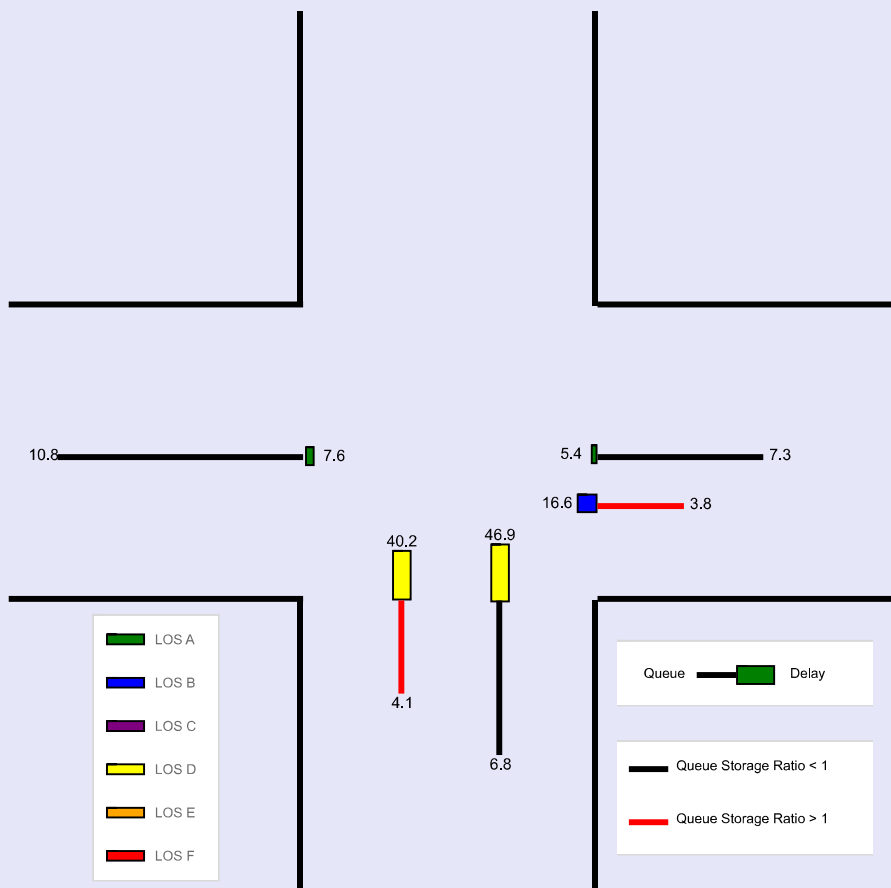 10.8
7.6
5.4
7.3
16.6
3.8
40.2
46.9
4.1
6.8
LOS A
LOS B
LOS C
LOS D
LOS E
LOS F
Queue
Delay
Queue Storage Ratio < 1
Queue Storage Ratio > 1